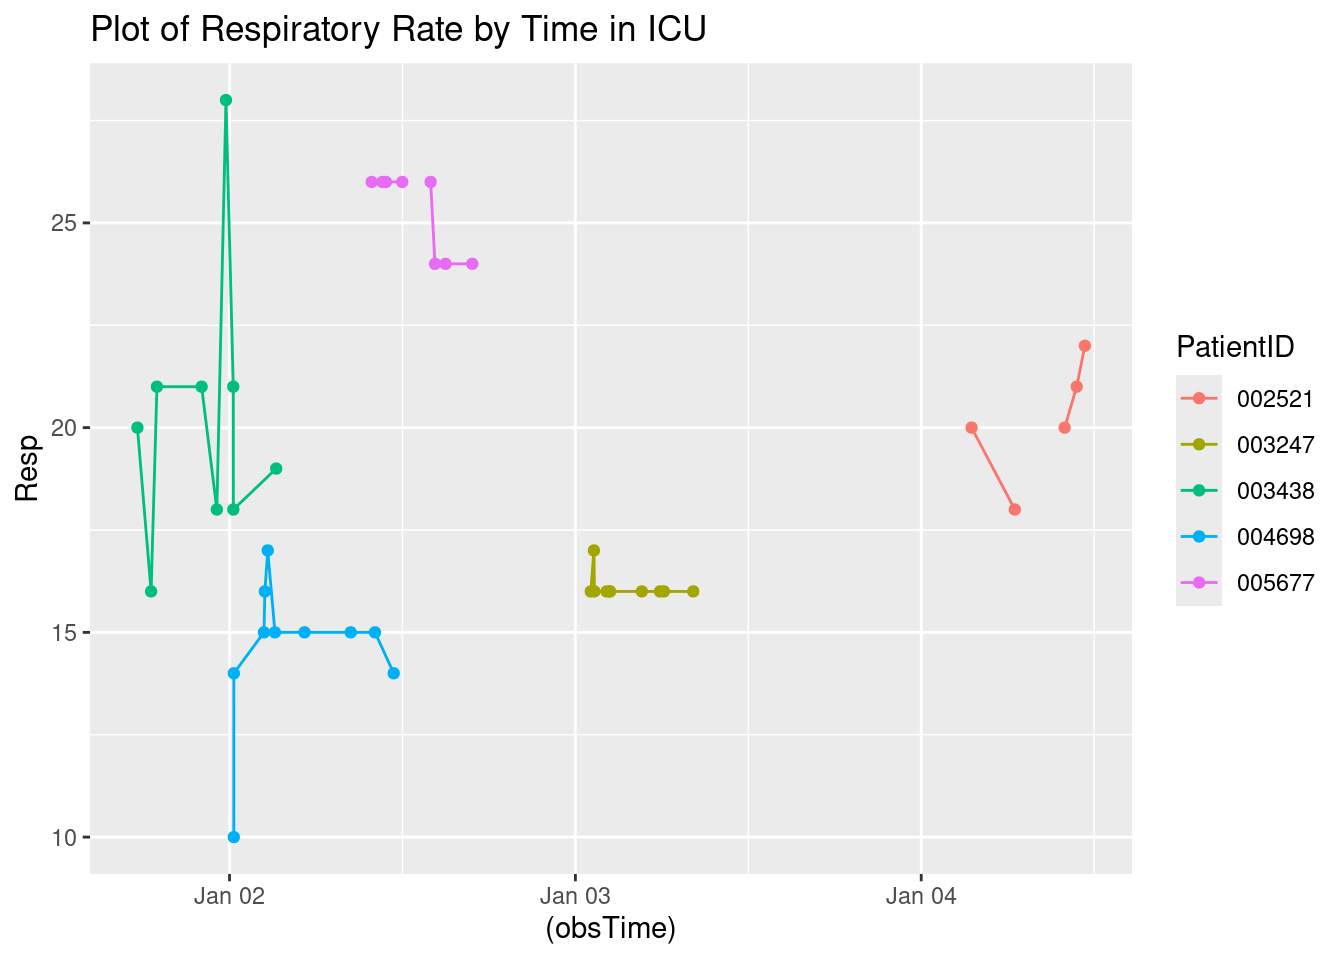 Plot of Respiratory Rate by Time in ICU
25
20
15
10
Resp
Jan 02
Jan 03
Jan 04
(obsTime)
PatientID
002521
003247
003438
004698
005677